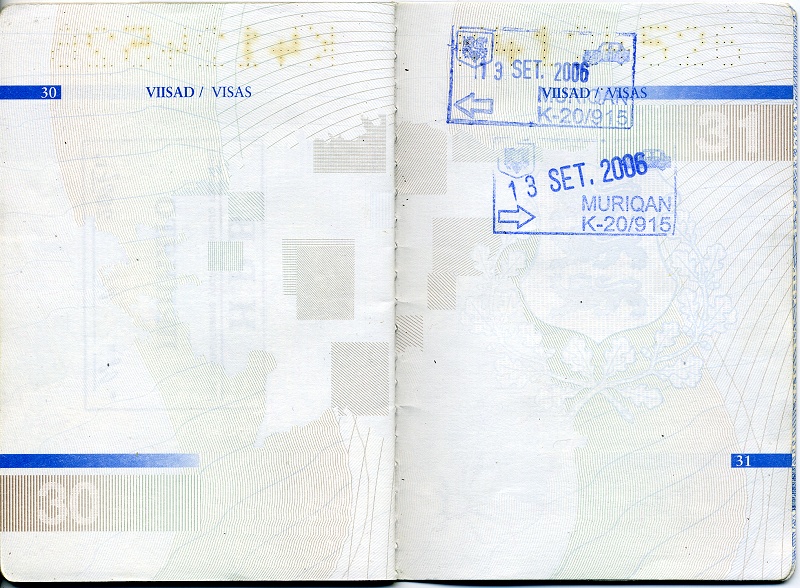 30
VIISAD / VISAS
30
13 SET. 2006
VIISAD / VISAS
MURIQAN
K-20/915
31
13 SET. 2006
MURIQAN
K-20/915
31